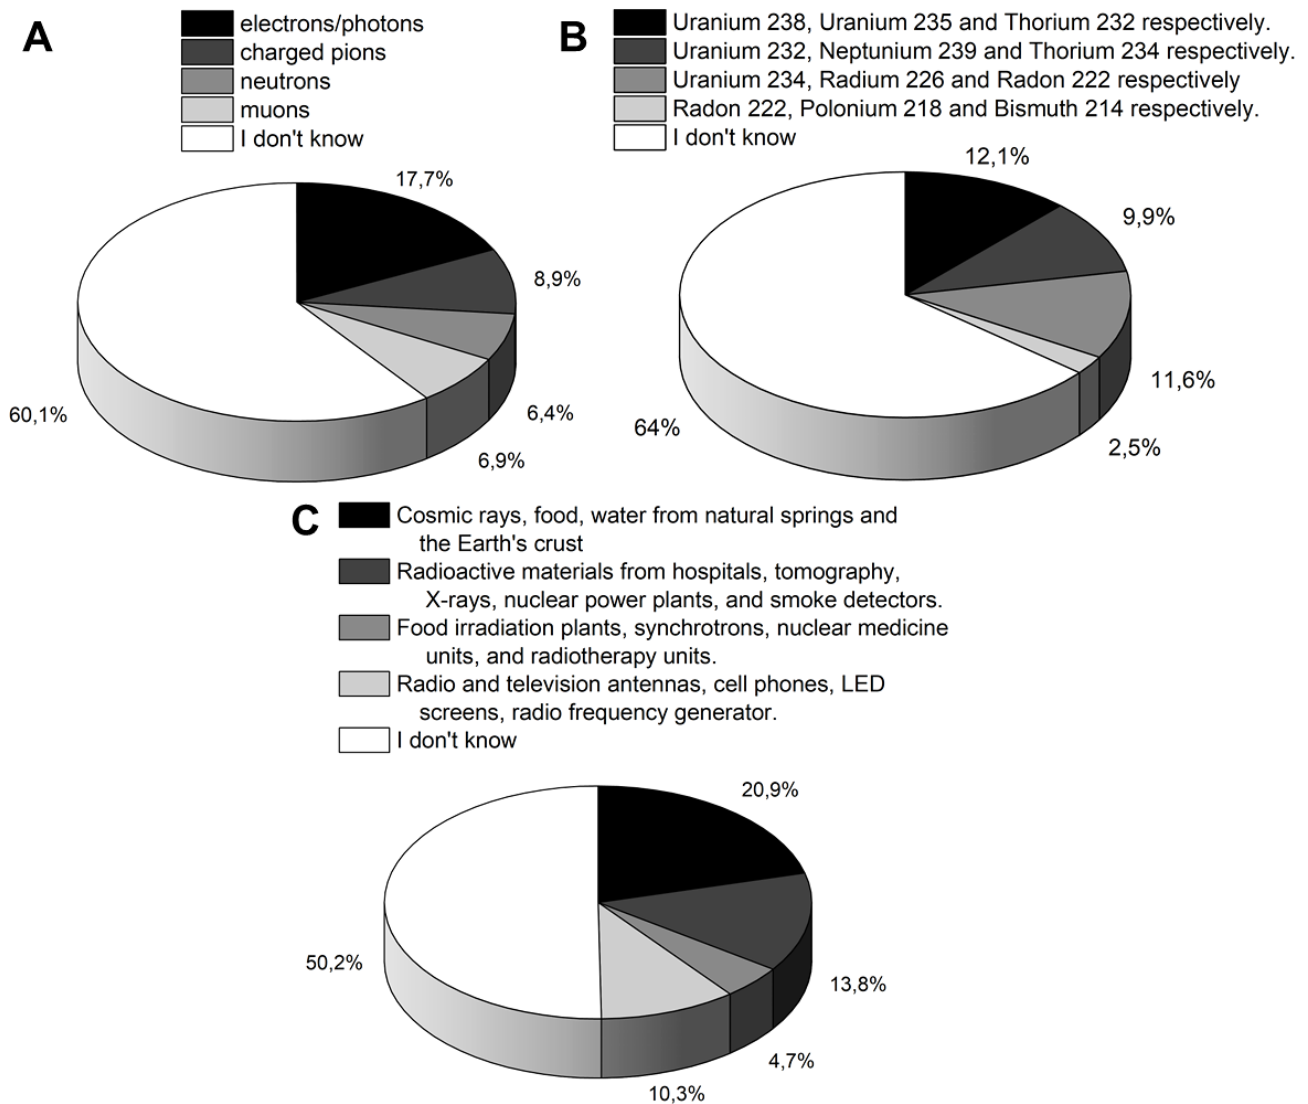 A
electrons/photons
charged pions
neutrons
muons
I don't know
17,7%
8,9%
6,4%
6,9%
60,1%
B
Uranium 238, Uranium 235 and Thorium 232 respectively.
Uranium 232, Neptunium 239 and Thorium 234 respectively.
Uranium 234, Radium 226 and Radon 222 respectively
Radon 222, Polonium 218 and Bismuth 214 respectively.
I don't know
12,1%
9,9%
11,6%
2,5%
64%
C
Cosmic rays, food, water from natural springs and
the Earth's crust
Radioactive materials from hospitals, tomography,
X-rays, nuclear power plants, and smoke detectors.
Food irradiation plants, synchrotrons, nuclear medicine
units, and radiotherapy units.
Radio and television antennas, cell phones, LED
screens, radio frequency generator.
I don't know
20,9%
13,8%
4,7%
10,3%
50,2%